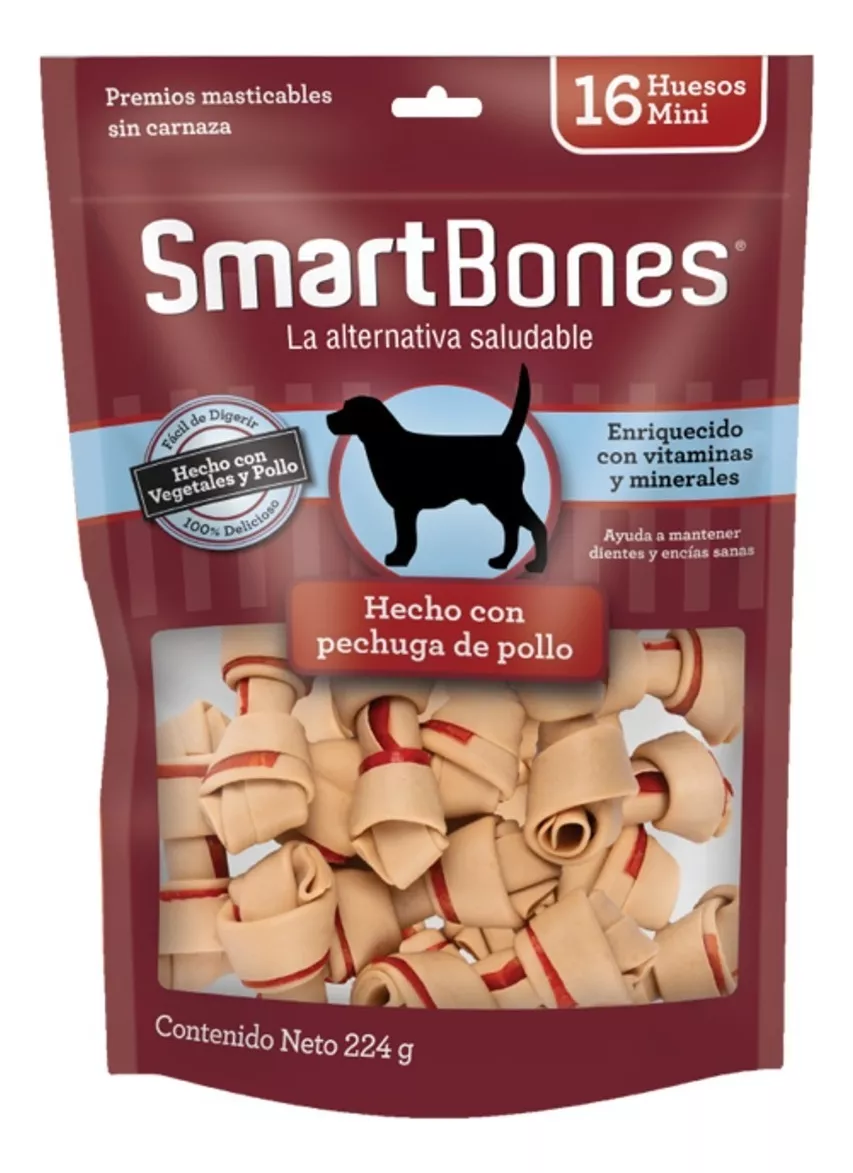 Premios masticables
sin carnaza
16 Huesos
Mini
SmartBones®
La alternativa saludable
Fácil de Digerir
Hecho con
Vegetales y Pollo
100% Delicioso
Enriquecido
con vitaminas
y minerales
Ayuda a mantener
dientes y encías sanas
Hecho con
pechuga de pollo
Contenido Neto 224 g